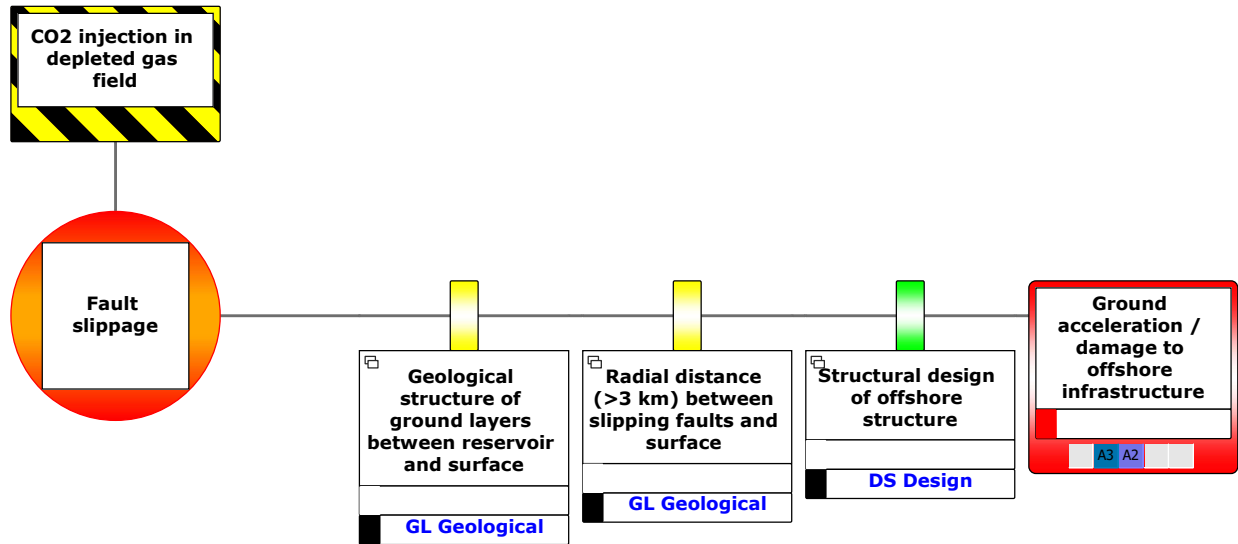 CO2 injection in
depleted gas
field
Fault
slippage
Geological
structure of
ground layers
between reservoir
and surface
GL Geological
Radial distance
(>3 km) between
slipping faults and
surface
GL Geological
Structural design
of offshore
structure
DS Design
Ground
acceleration /
damage to
offshore
infrastructure
A3 A2